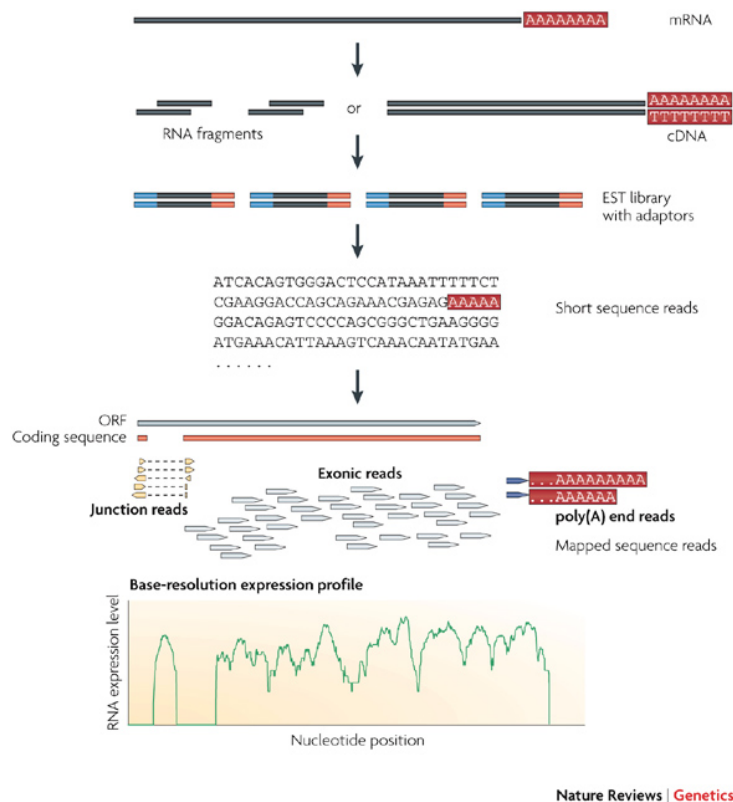 AAAAAAAA mRNA
RNA fragments
or
AAAAAAAA
TTTTTTTT
cDNA
EST library
with adaptors
ATCACAGTGGGACTCCATAAATTTTTCT
CGAAGGACCAGCAGAAACGAGAGAAAAA
GGACAGAGTCCCCAGCGGGCTGAAGGGG
ATGAAACATTAAAGTCAAACAATATGAA
......
Short sequence reads
ORF
Coding sequence
Junction reads
Exonic reads
...AAAAAAAAA
...AAAAAA
poly(A) end reads
Mapped sequence reads
Base-resolution expression profile
RNA expression level
Nucleotide position
Nature Reviews | Genetics